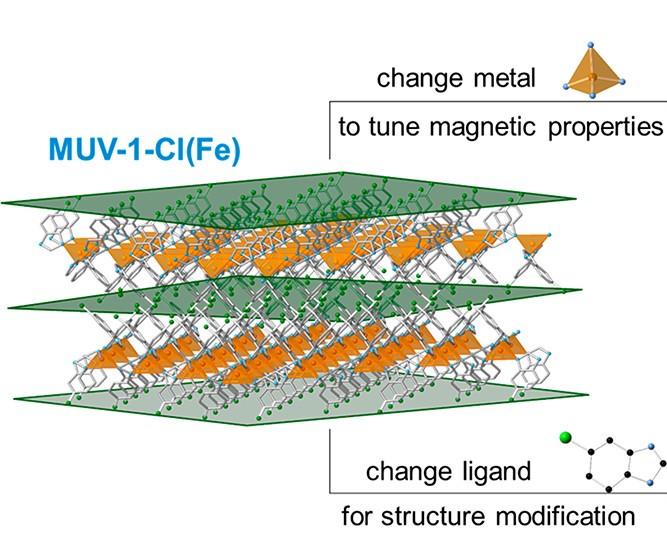 change metal
to tune magnetic properties
MUV-1-Cl(Fe)
change ligand
for structure modification